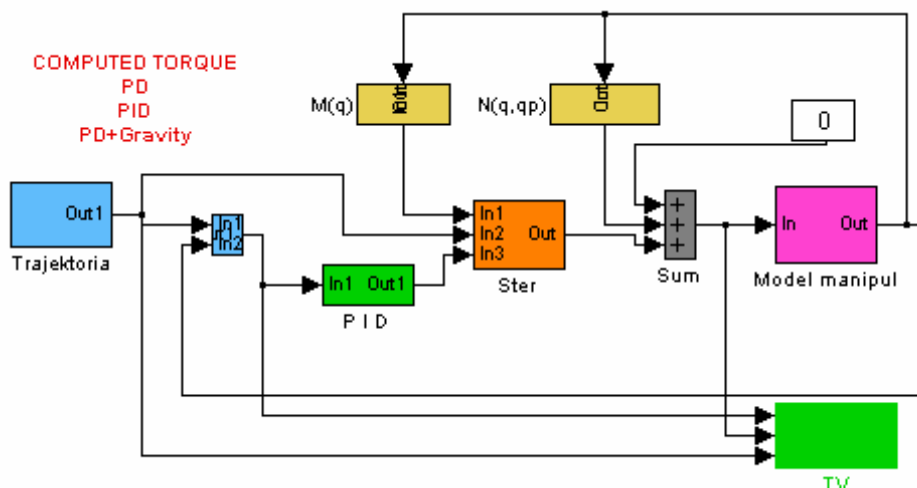 COMPUTED TORQUE
PD
PID
PD+Gravity
M(q)
N(q,qp)
Out
0
Out1
Trajektoria
In2
In1
In2
In3
Out
Ster
In1 Out1
P I D
+
+
+
Sum
In Out
Model manipul
TV